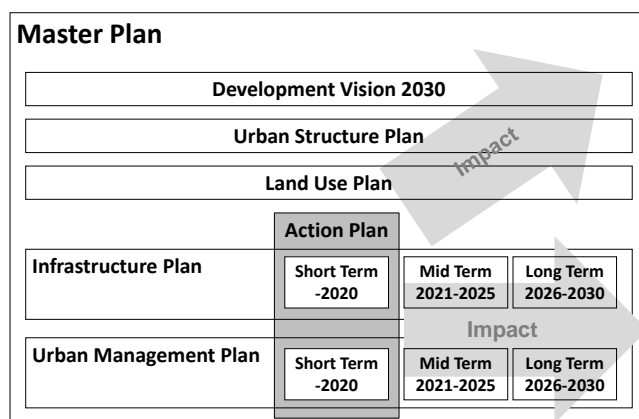 Master Plan
Development Vision 2030
Urban Structure Plan
Impact
Land Use Plan
Action Plan
Infrastructure Plan
Short Term
-2020
Mid Term
2021-2025
Long Term
2026-2030
Impact
Urban Management Plan
Short Term
-2020
Mid Term
2021-2025
Long Term
2026-2030